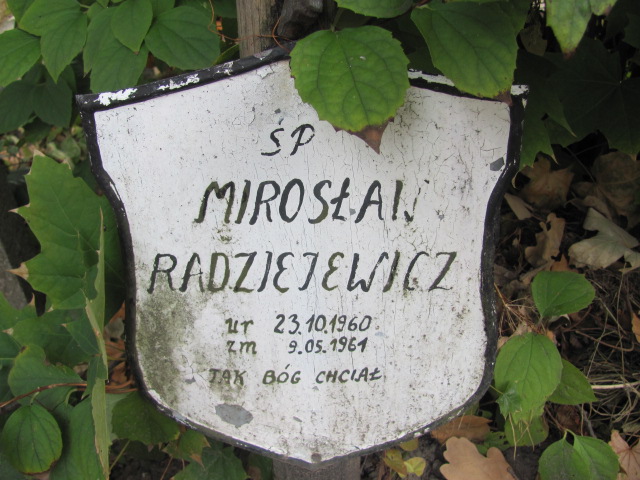 ŚP
MIROSŁAW
RADZIEJEWICZ
ur 23.10.1960
zm 9.05.1961
TAK BÓG CHCIAŁ